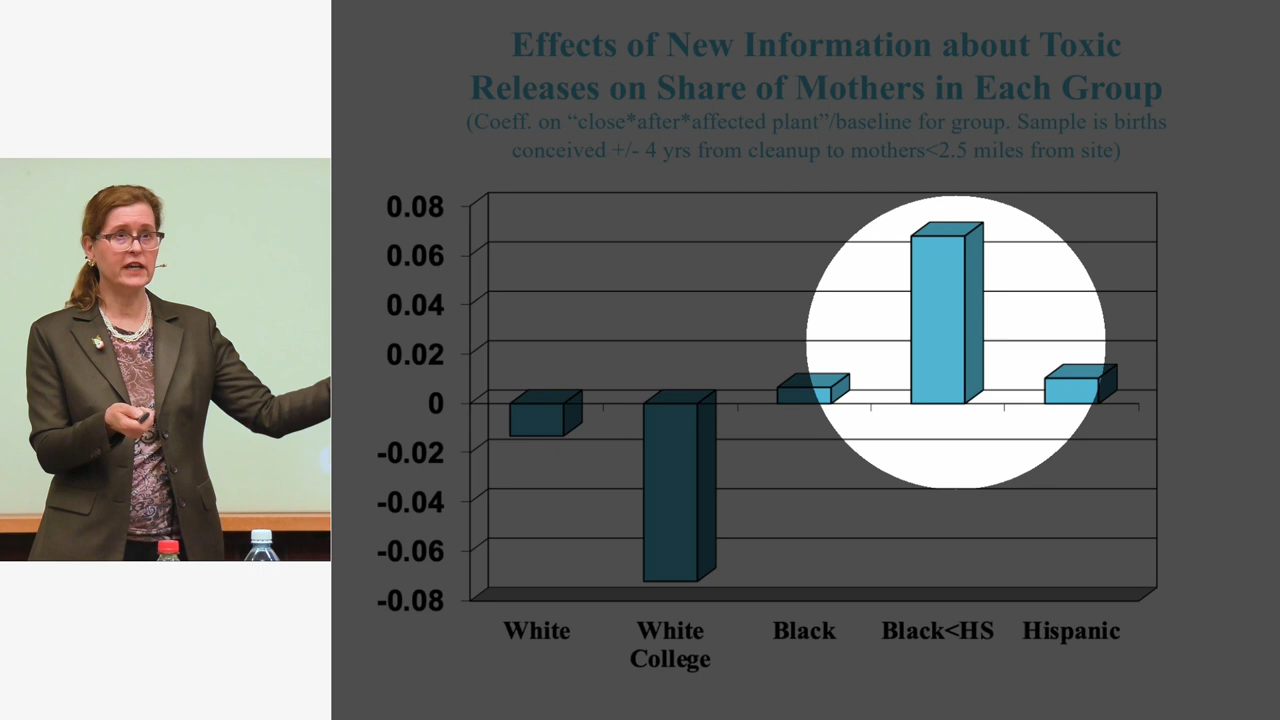 Effects of New Information about Toxic
Releases on Share of Mothers in Each Group
(Coeff. on “close*after*affected plant”/baseline for group. Sample is births
conceived +/- 4 yrs from cleanup to mothers<2.5 miles from site)
0.08
0.06
0.04
0.02
0
-0.02
-0.04
-0.06
-0.08
White
White
College
Black
Black<HS
Hispanic